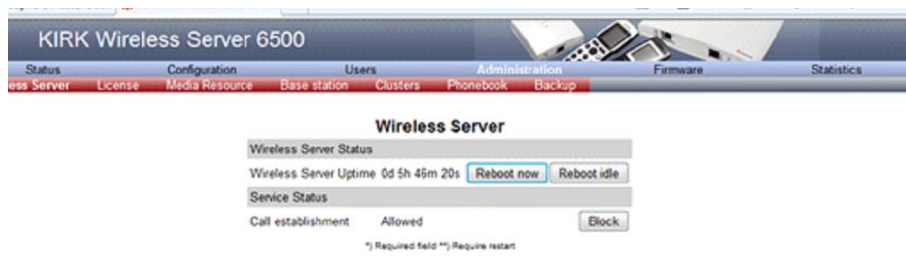 KIRK Wireless Server 6500
Status Configuration Users Administration Firmware Statistics
ess Server License Media Resource Base station Clusters Phonebook Backup
Wireless Server
Wireless Server Status
Wireless Server Uptime 0d 5h 46m 20s Reboot now Reboot idle
Service Status
Call establishment Allowed Block
*) Required field **) Require restart